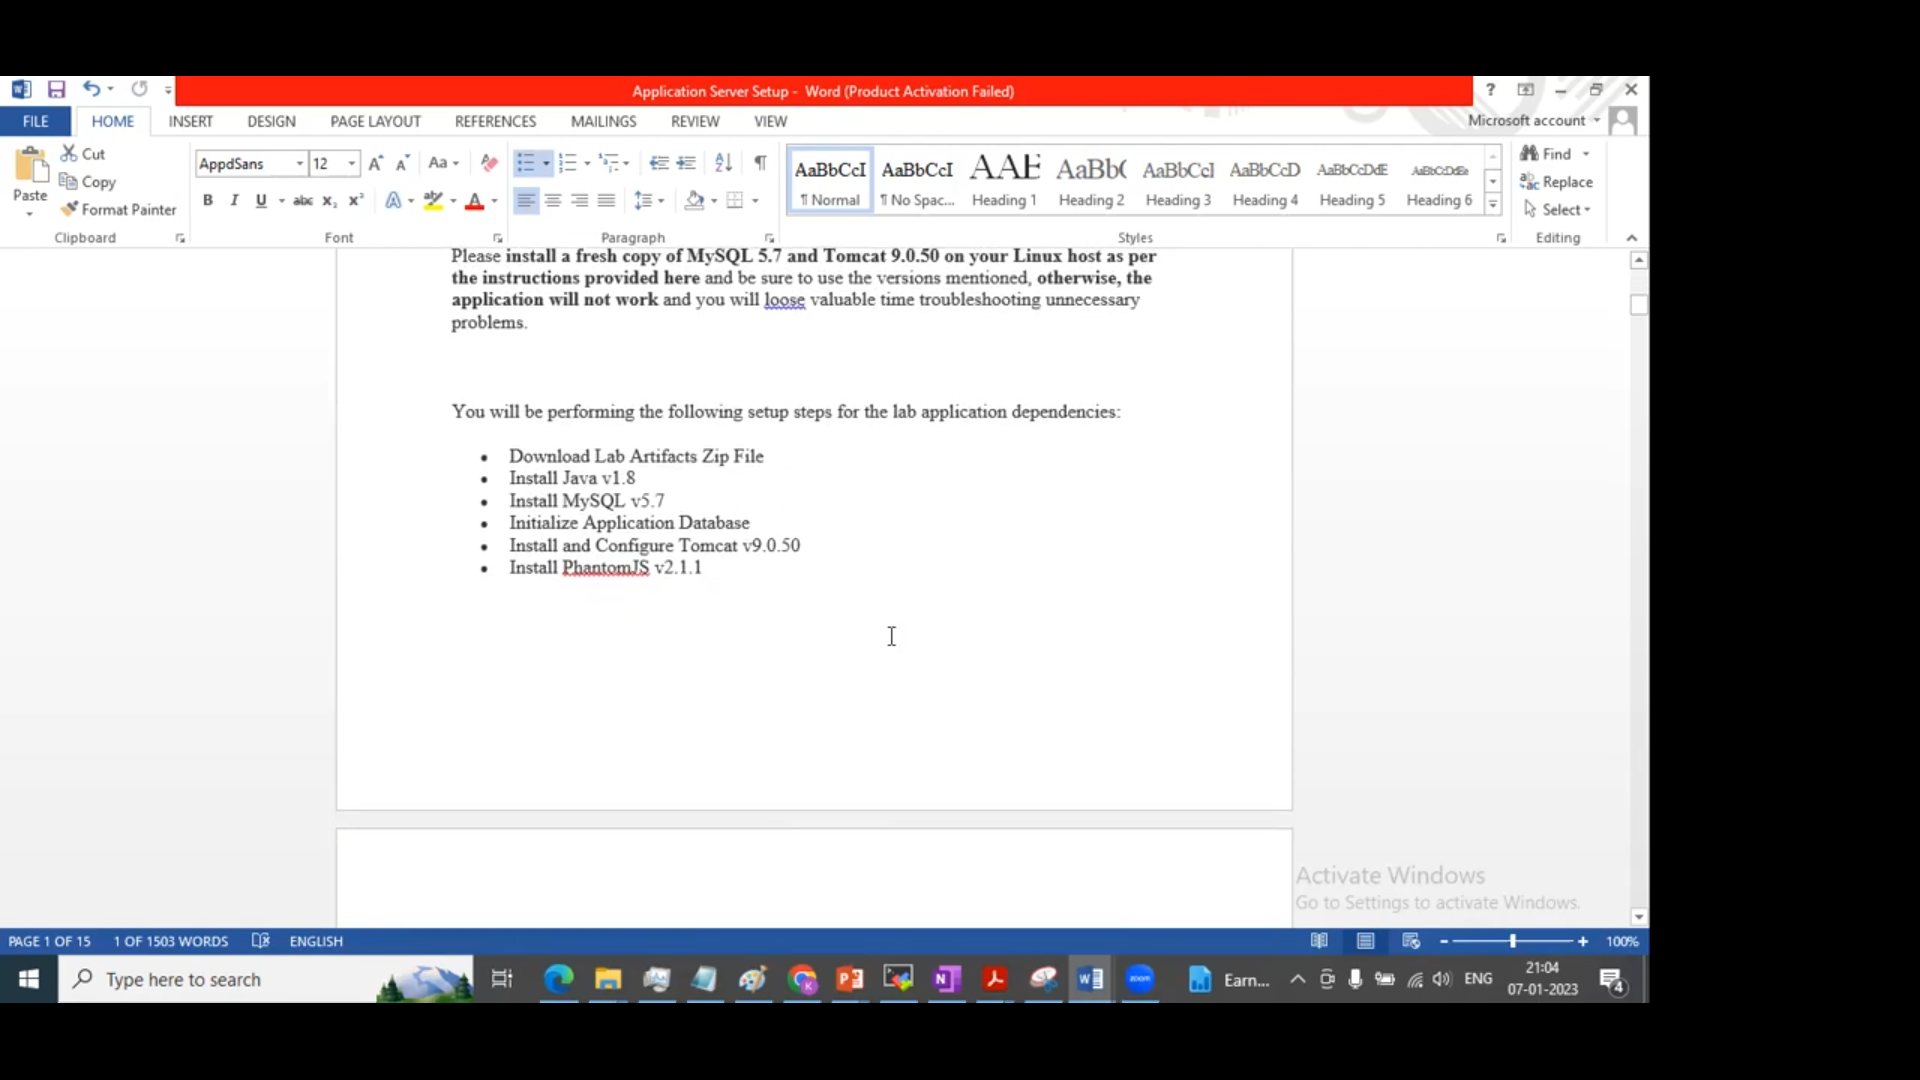 Application Server Setup - Word (Product Activation Failed)
?
FILE
HOME
INSERT
DESIGN
PAGE LAYOUT
REFERENCES
MAILINGS
REVIEW
VIEW
Microsoft account
Paste
Cut
Copy
Format Painter
Clipboard
AppdSans
12
Font
Paragraph
AaBbCcI
¶ Normal
AaBbCcI
¶ No Spac...
AAE
Heading 1
AaBb(
Heading 2
AaBbCcI
Heading 3
AaBbCcD
Heading 4
AaBbCcDdE
Heading 5
AaBbCcDdEe
Heading 6
Styles
Find
Replace
Select
Editing
Please install a fresh copy of MySQL 5.7 and Tomcat 9.0.50 on your Linux host as per
the instructions provided here and be sure to use the versions mentioned, otherwise, the
application will not work and you will loose valuable time troubleshooting unnecessary
problems.
You will be performing the following setup steps for the lab application dependencies:
• Download Lab Artifacts Zip File
• Install Java v1.8
• Install MySQL v5.7
• Initialize Application Database
• Install and Configure Tomcat v9.0.50
• Install PhantomJS v2.1.1
Activate Windows
Go to Settings to activate Windows.
PAGE 1 OF 15
1 OF 1503 WORDS
ENGLISH
100%
Type here to search
zoom
Earn...
ENG
21:04
07-01-2023
4